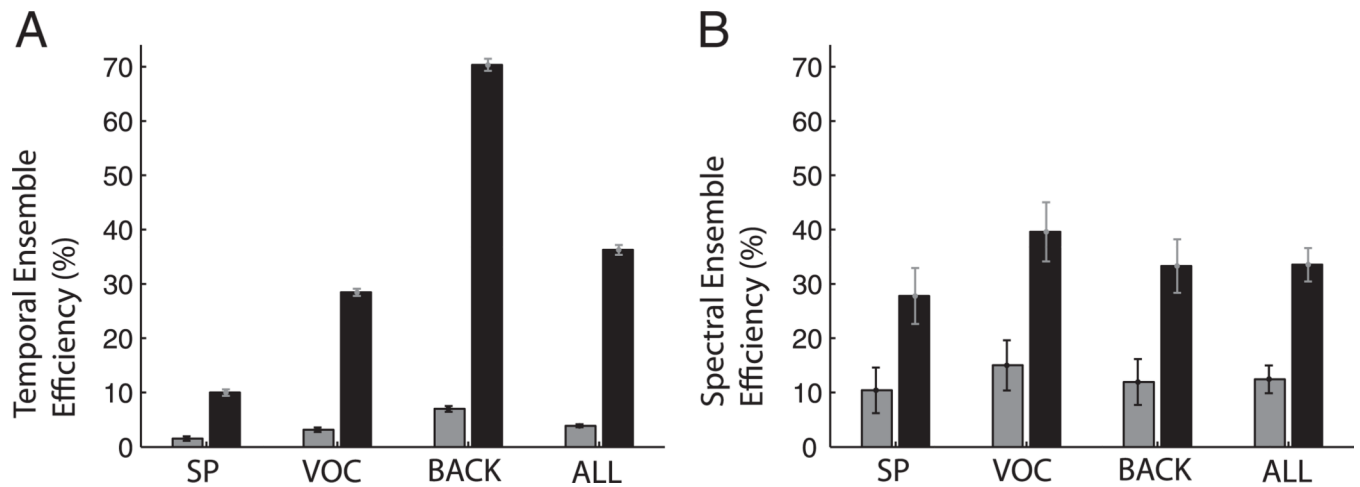 A
Temporal Ensemble
Efficiency (%)
70
60
50
40
30
20
10
0
SP VOC BACK ALL
B
Spectral Ensemble
Efficiency (%)
70
60
50
40
30
20
10
0
SP VOC BACK ALL